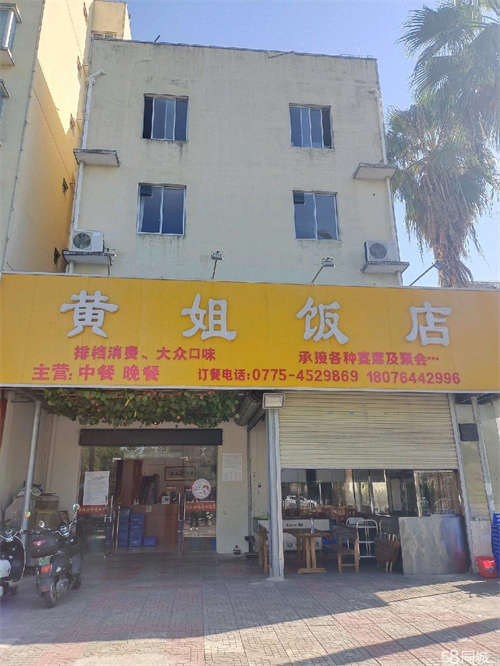 黄姐饭店
排档消费、大众口味
承接各种宴席及聚会…
主营:中餐 晚餐
订餐电话:0775-4529869 18076442996
58同城